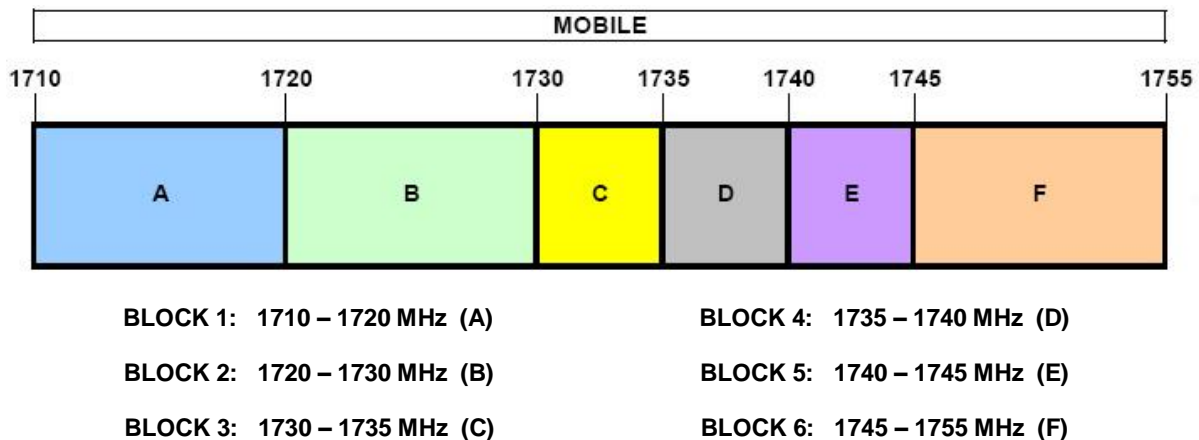 MOBILE
1710 1720 1730 1735 1740 1745 1755
A B C D E F
BLOCK 1: 1710 – 1720 MHz (A)
BLOCK 4: 1735 – 1740 MHz (D)
BLOCK 2: 1720 – 1730 MHz (B)
BLOCK 5: 1740 – 1745 MHz (E)
BLOCK 3: 1730 – 1735 MHz (C)
BLOCK 6: 1745 – 1755 MHz (F)